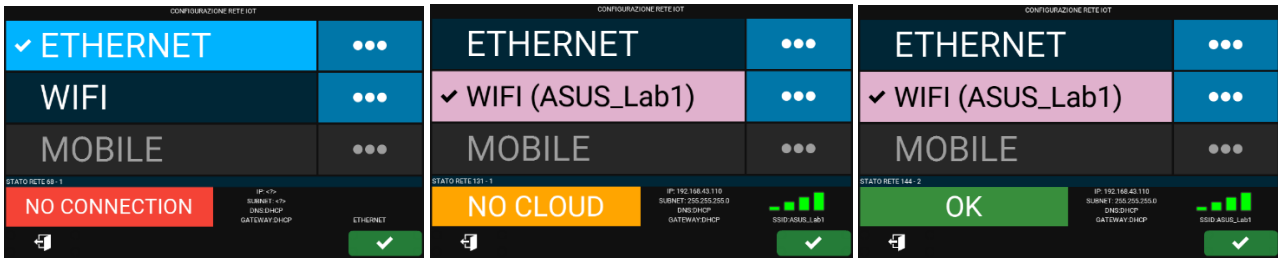 CONFIGURAZIONE RETE IOT
ETHERNET
WIFI
MOBILE
STATO RETE 68 - 1
NO CONNECTION
IP: <?>
SUBNET: <?>
DNS:DHCP
GATEWAY:DHCP
ETHERNET
CONFIGURAZIONE RETE IOT
ETHERNET
WIFI (ASUS_Lab1)
MOBILE
STATO RETE 131 - 1
NO CLOUD
IP: 192.168.43.110
SUBNET: 255.255.255.0
DNS:DHCP
GATEWAY:DHCP
SSID:ASUS_Lab1
CONFIGURAZIONE RETE IOT
ETHERNET
WIFI (ASUS_Lab1)
MOBILE
STATO RETE 144 - 2
OK
IP: 192.168.43.110
SUBNET: 255.255.255.0
DNS:DHCP
GATEWAY:DHCP
SSID:ASUS_Lab1